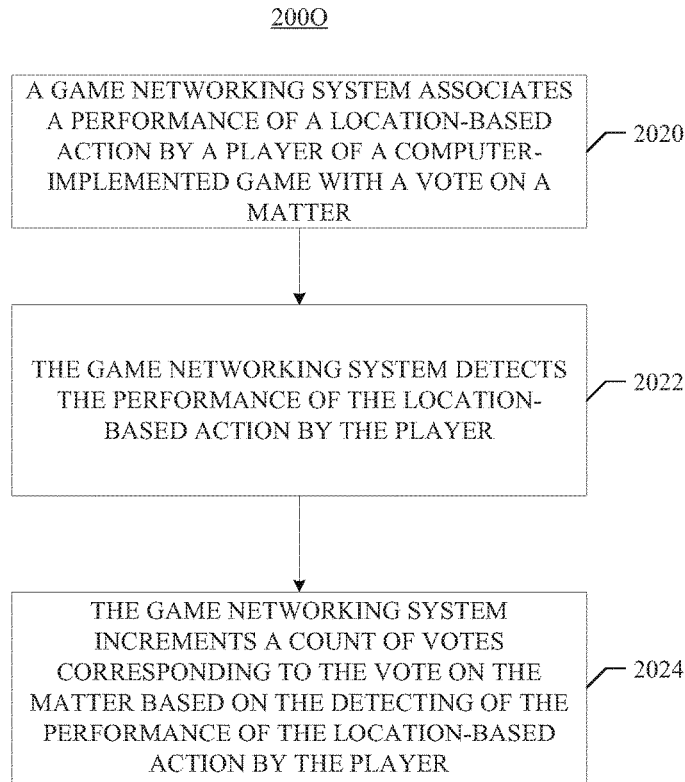 200O
A GAME NETWORKING SYSTEM ASSOCIATES
A PERFORMANCE OF A LOCATION-BASED
ACTION BY A PLAYER OF A COMPUTER-
IMPLEMENTED GAME WITH A VOTE ON A
MATTER
2020
THE GAME NETWORKING SYSTEM DETECTS
THE PERFORMANCE OF THE LOCATION-
BASED ACTION BY THE PLAYER
2022
THE GAME NETWORKING SYSTEM
INCREMENTS A COUNT OF VOTES
CORRESPONDING TO THE VOTE ON THE
MATTER BASED ON THE DETECTING OF THE
PERFORMANCE OF THE LOCATION-BASED
ACTION BY THE PLAYER
2024